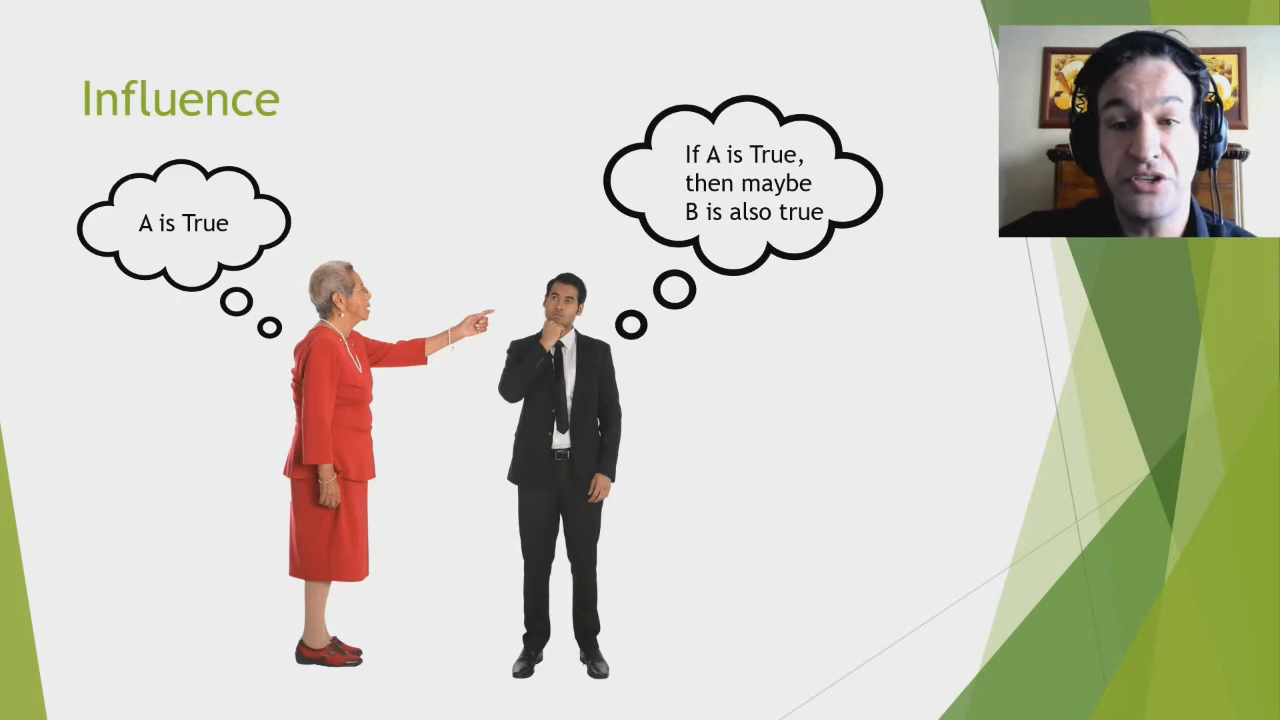 Influence
A is True
If A is True,
then maybe
B is also true